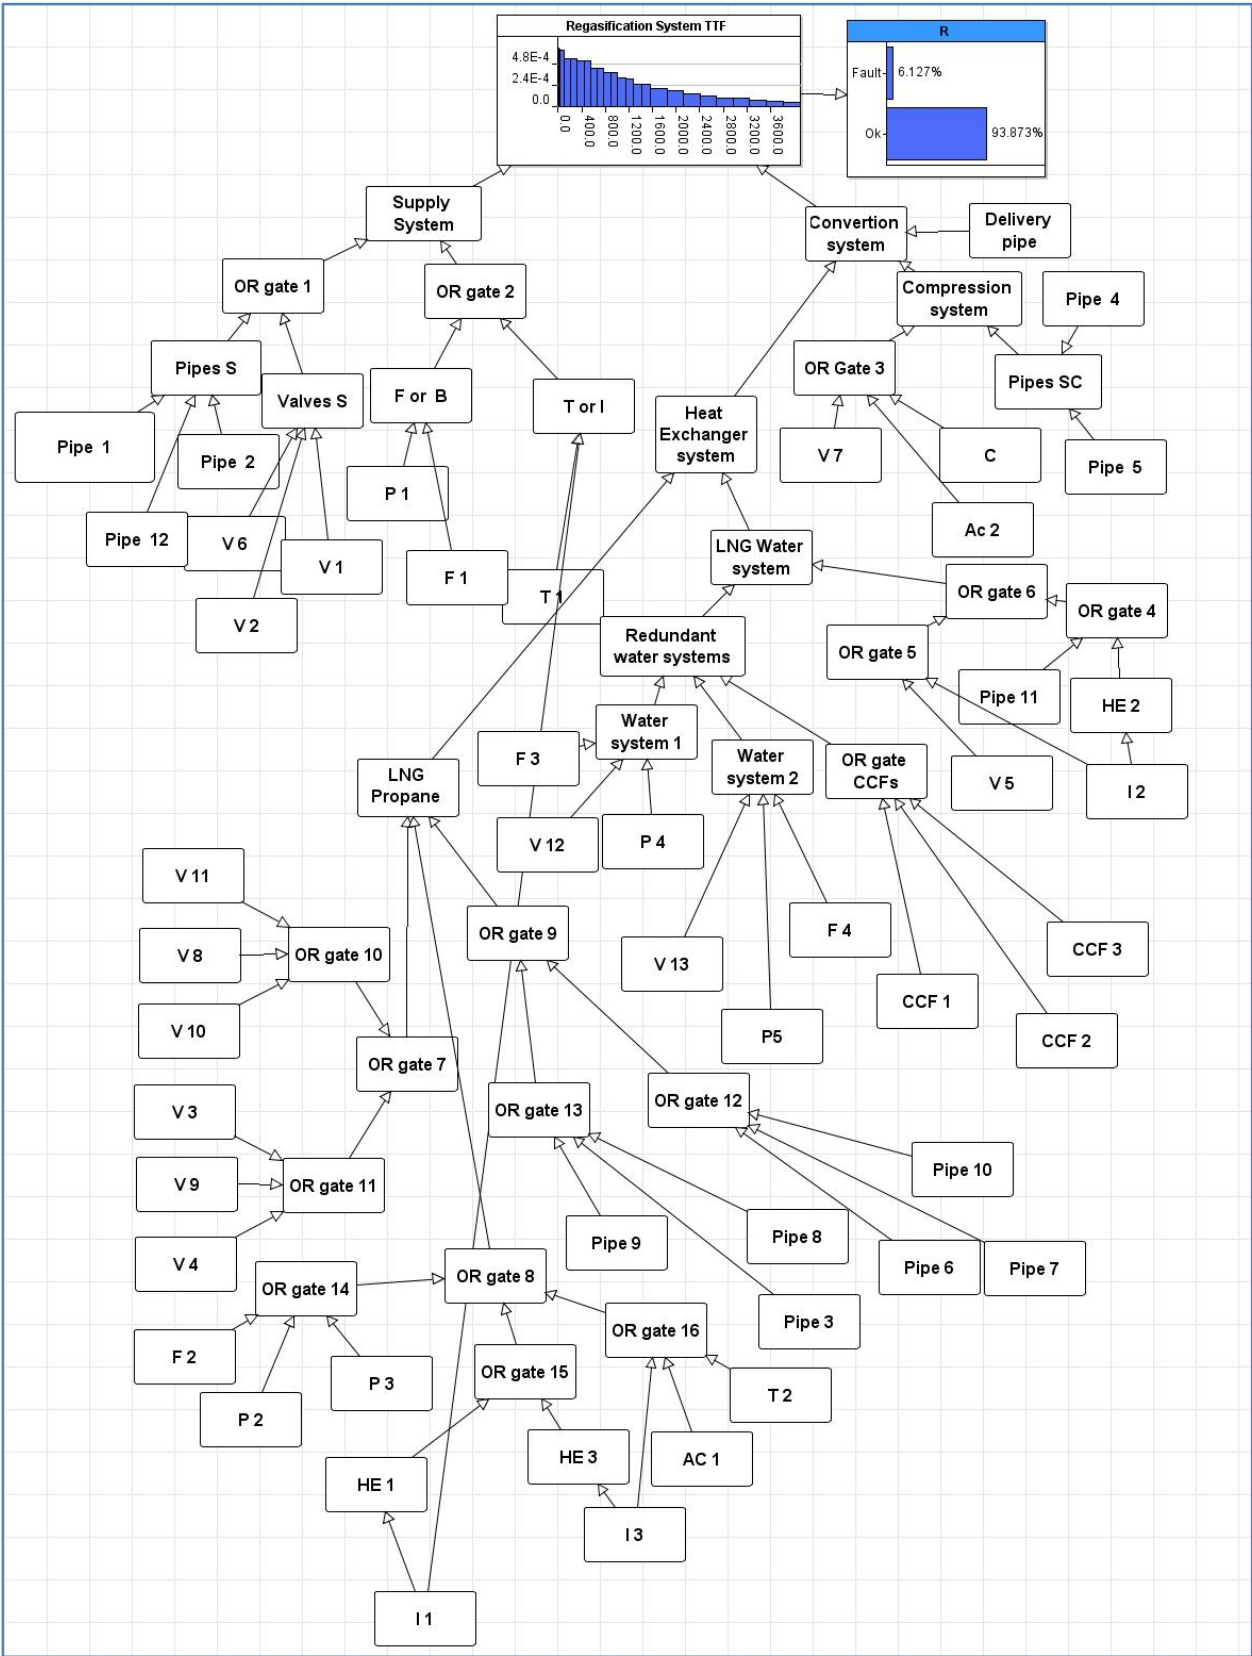 Regasification System TTF
4.8E-4
2.4E-4
0.0
0.0
4000.0
8000.0
1200.0
1600.0
2000.0
2400.0
2800.0
3200.0
3600.0
R
Fault
6.127%
Ok
93.873%
Supply
System
Convertion
system
Delivery
pipe
OR gate 1
OR gate 2
Compression
system
Pipe 4
Pipes S
Valves S
F or B
T or I
OR Gate 3
Pipes SC
Pipe 1
Pipe 2
Heat
Exchanger
system
V 7
C
Pipe 5
P 1
Pipe 12
V 6
V 1
Ac 2
LNG Water
system
F 1
T 1
V 2
OR gate 6
OR gate 4
Redundant
water systems
OR gate 5
Pipe 11
HE 2
Water
system 1
F 3
LNG
Propane
Water
system 2
OR gate
CCFs
V 5
I 2
V 12
P 4
V 11
V 8
OR gate 10
V 10
OR gate 9
F 4
V 13
CCF 3
CCF 1
P5
CCF 2
OR gate 7
V 3
OR gate 13
OR gate 12
V 9
OR gate 11
Pipe 10
V 4
Pipe 9
Pipe 8
Pipe 6
Pipe 7
OR gate 14
OR gate 8
Pipe 3
OR gate 16
F 2
P 3
OR gate 15
T 2
P 2
HE 1
HE 3
AC 1
I 3
I 1